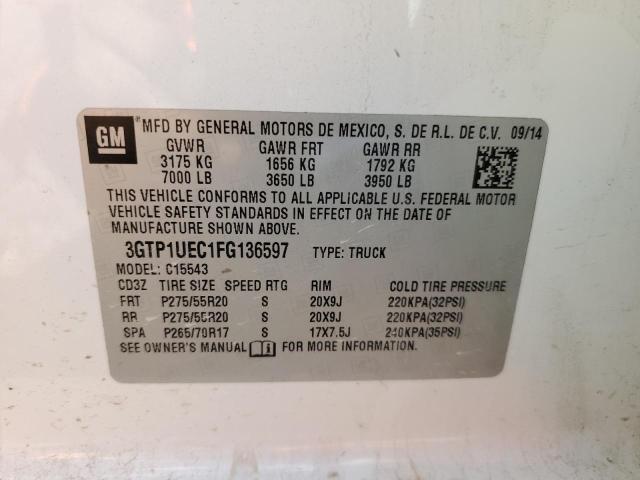 GM
® MFD BY GENERAL MOTORS DE MEXICO, S. DE R.L. DE C.V. 09/14
GVWR GAWR FRT GAWR RR
3175 KG 1656 KG 1792 KG
7000 LB 3650 LB 3950 LB
THIS VEHICLE CONFORMS TO ALL APPLICABLE U.S. FEDERAL MOTOR
VEHICLE SAFETY STANDARDS IN EFFECT ON THE DATE OF
MANUFACTURE SHOWN ABOVE.
3GTP1UEC1FG136597 TYPE: TRUCK
MODEL: C15543
CD3Z TIRE SIZE SPEED RTG RIM COLD TIRE PRESSURE
FRT P275/55R20 S 20X9J 220KPA(32PSI)
RR P275/55R20 S 20X9J 220KPA(32PSI)
SPA P265/70R17 S 17X7.5J 240KPA(35PSI)
SEE OWNER'S MANUAL FOR MORE INFORMATION.